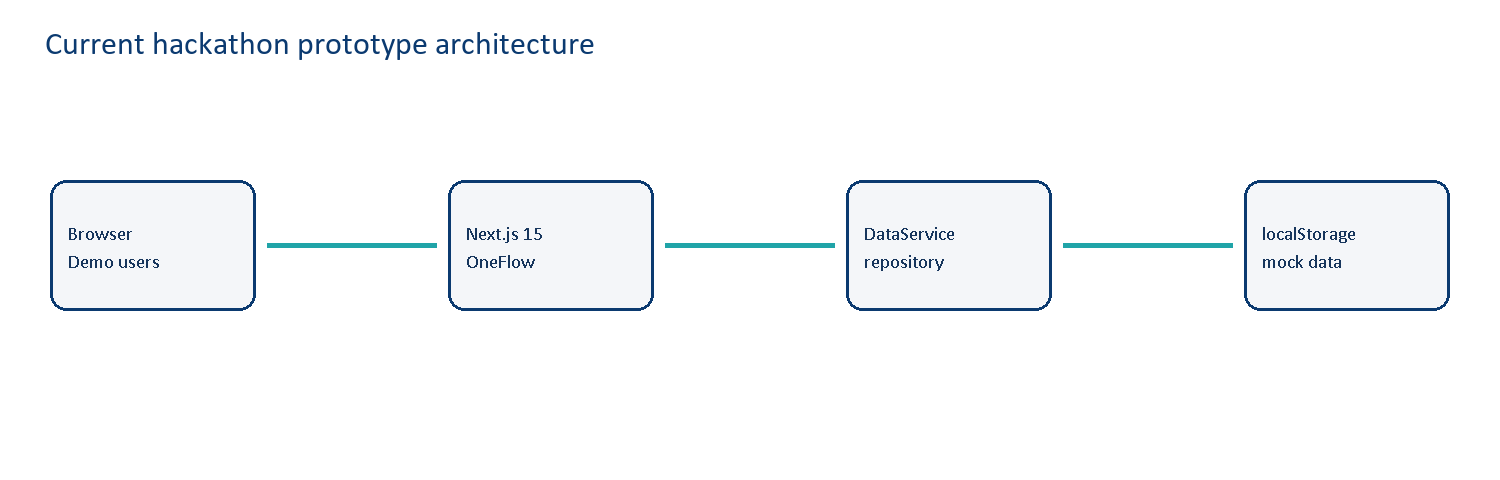 Current hackathon prototype architecture
Browser
Demo users
Next.js 15
OneFlow
DataService
repository
localStorage
mock data